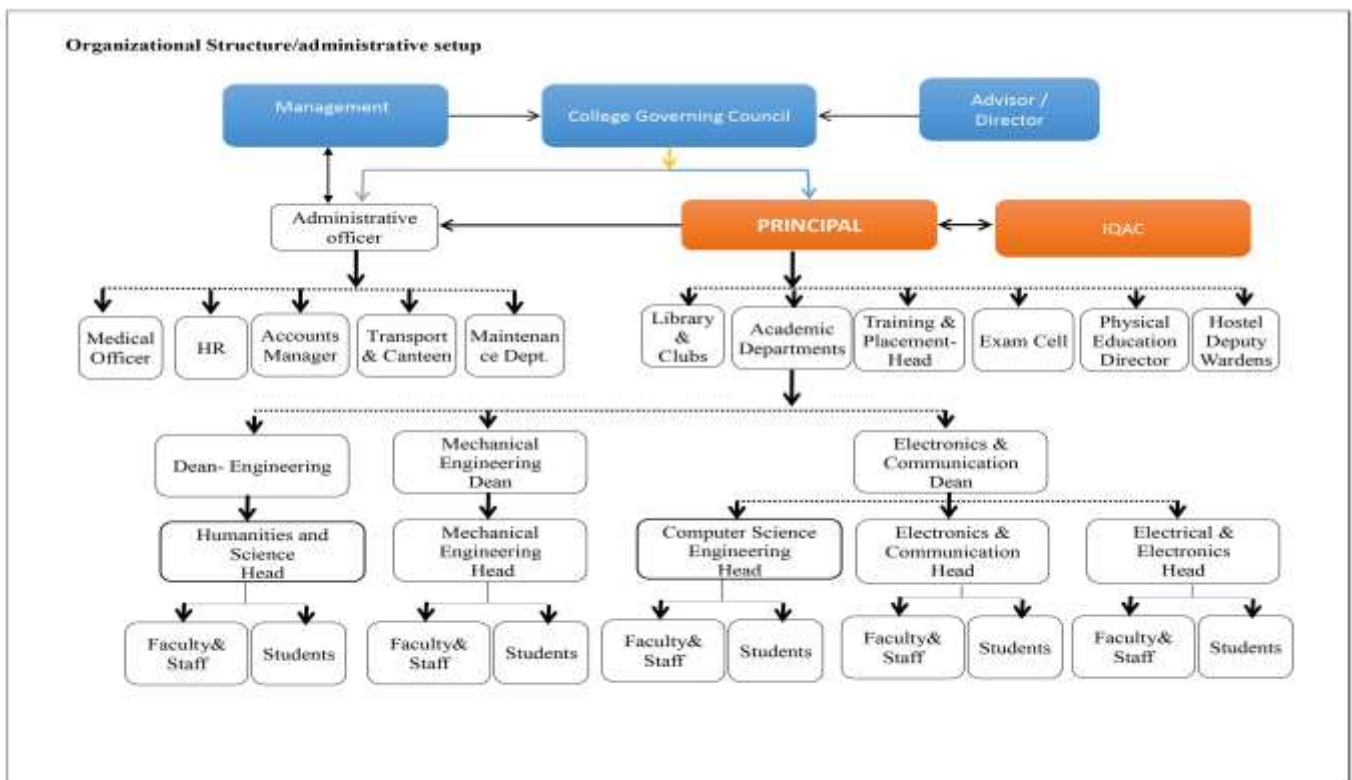 Organizational Structure/administrative setup
Management
College Governing Council
Advisor /
Director
Administrative
officer
PRINCIPAL
IQAC
Medical
Officer
HR
Accounts
Manager
Transport
& Canteen
Maintenan
ce Dept.
Library
&
Clubs
Academic
Departments
Training &
Placement-
Head
Exam Cell
Physical
Education
Director
Hostel
Deputy
Wardens
Dean- Engineering
Mechanical
Engineering
Dean
Electronics &
Communication
Dean
Humanities and
Science
Head
Mechanical
Engineering
Head
Computer Science
Engineering
Head
Electronics &
Communication
Head
Electrical &
Electronics
Head
Faculty&
Staff
Students
Faculty&
Staff
Students
Faculty&
Staff
Students
Faculty&
Staff
Students
Faculty&
Staff
Students